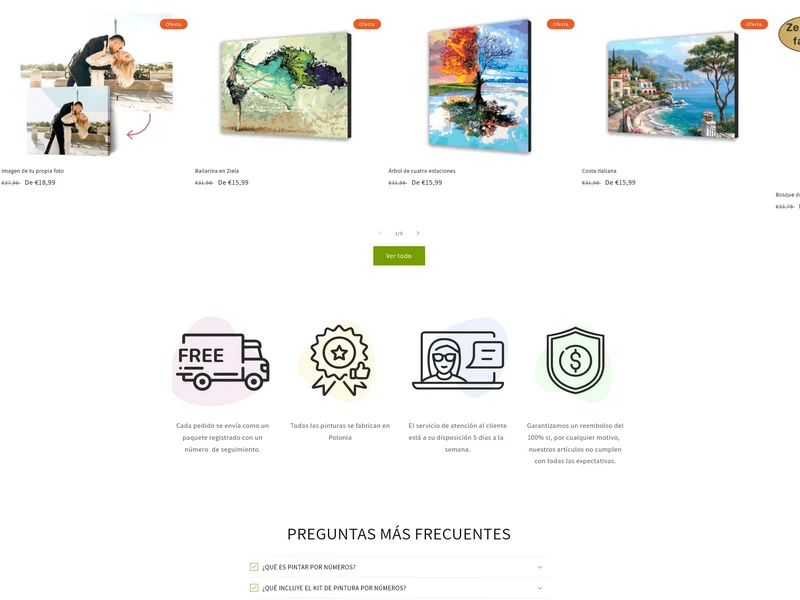 Oferta
Oferta
Oferta
Oferta
Imagen de tu propia foto
€37,98 De €18,99
Bailarina en Ziela
€31,98 De €15,99
Árbol de cuatro estaciones
€31,98 De €15,99
Costa italiana
€31,98 De €15,99
Bosque d
€33,79
1/5
Ver todo
FREE
Cada pedido se envía como un
paquete registrado con un
número de seguimiento.
Todas las pinturas se fabrican en
Polonia
El servicio de atención al cliente
está a su disposición 5 días a la
semana.
Garantizamos un reembolso del
100% si, por cualquier motivo,
nuestros artículos no cumplen
con todas las expectativas.
PREGUNTAS MÁS FRECUENTES
¿QUÉ ES PINTAR POR NÚMEROS?
¿QUÉ INCLUYE EL KIT DE PINTURA POR NÚMEROS?